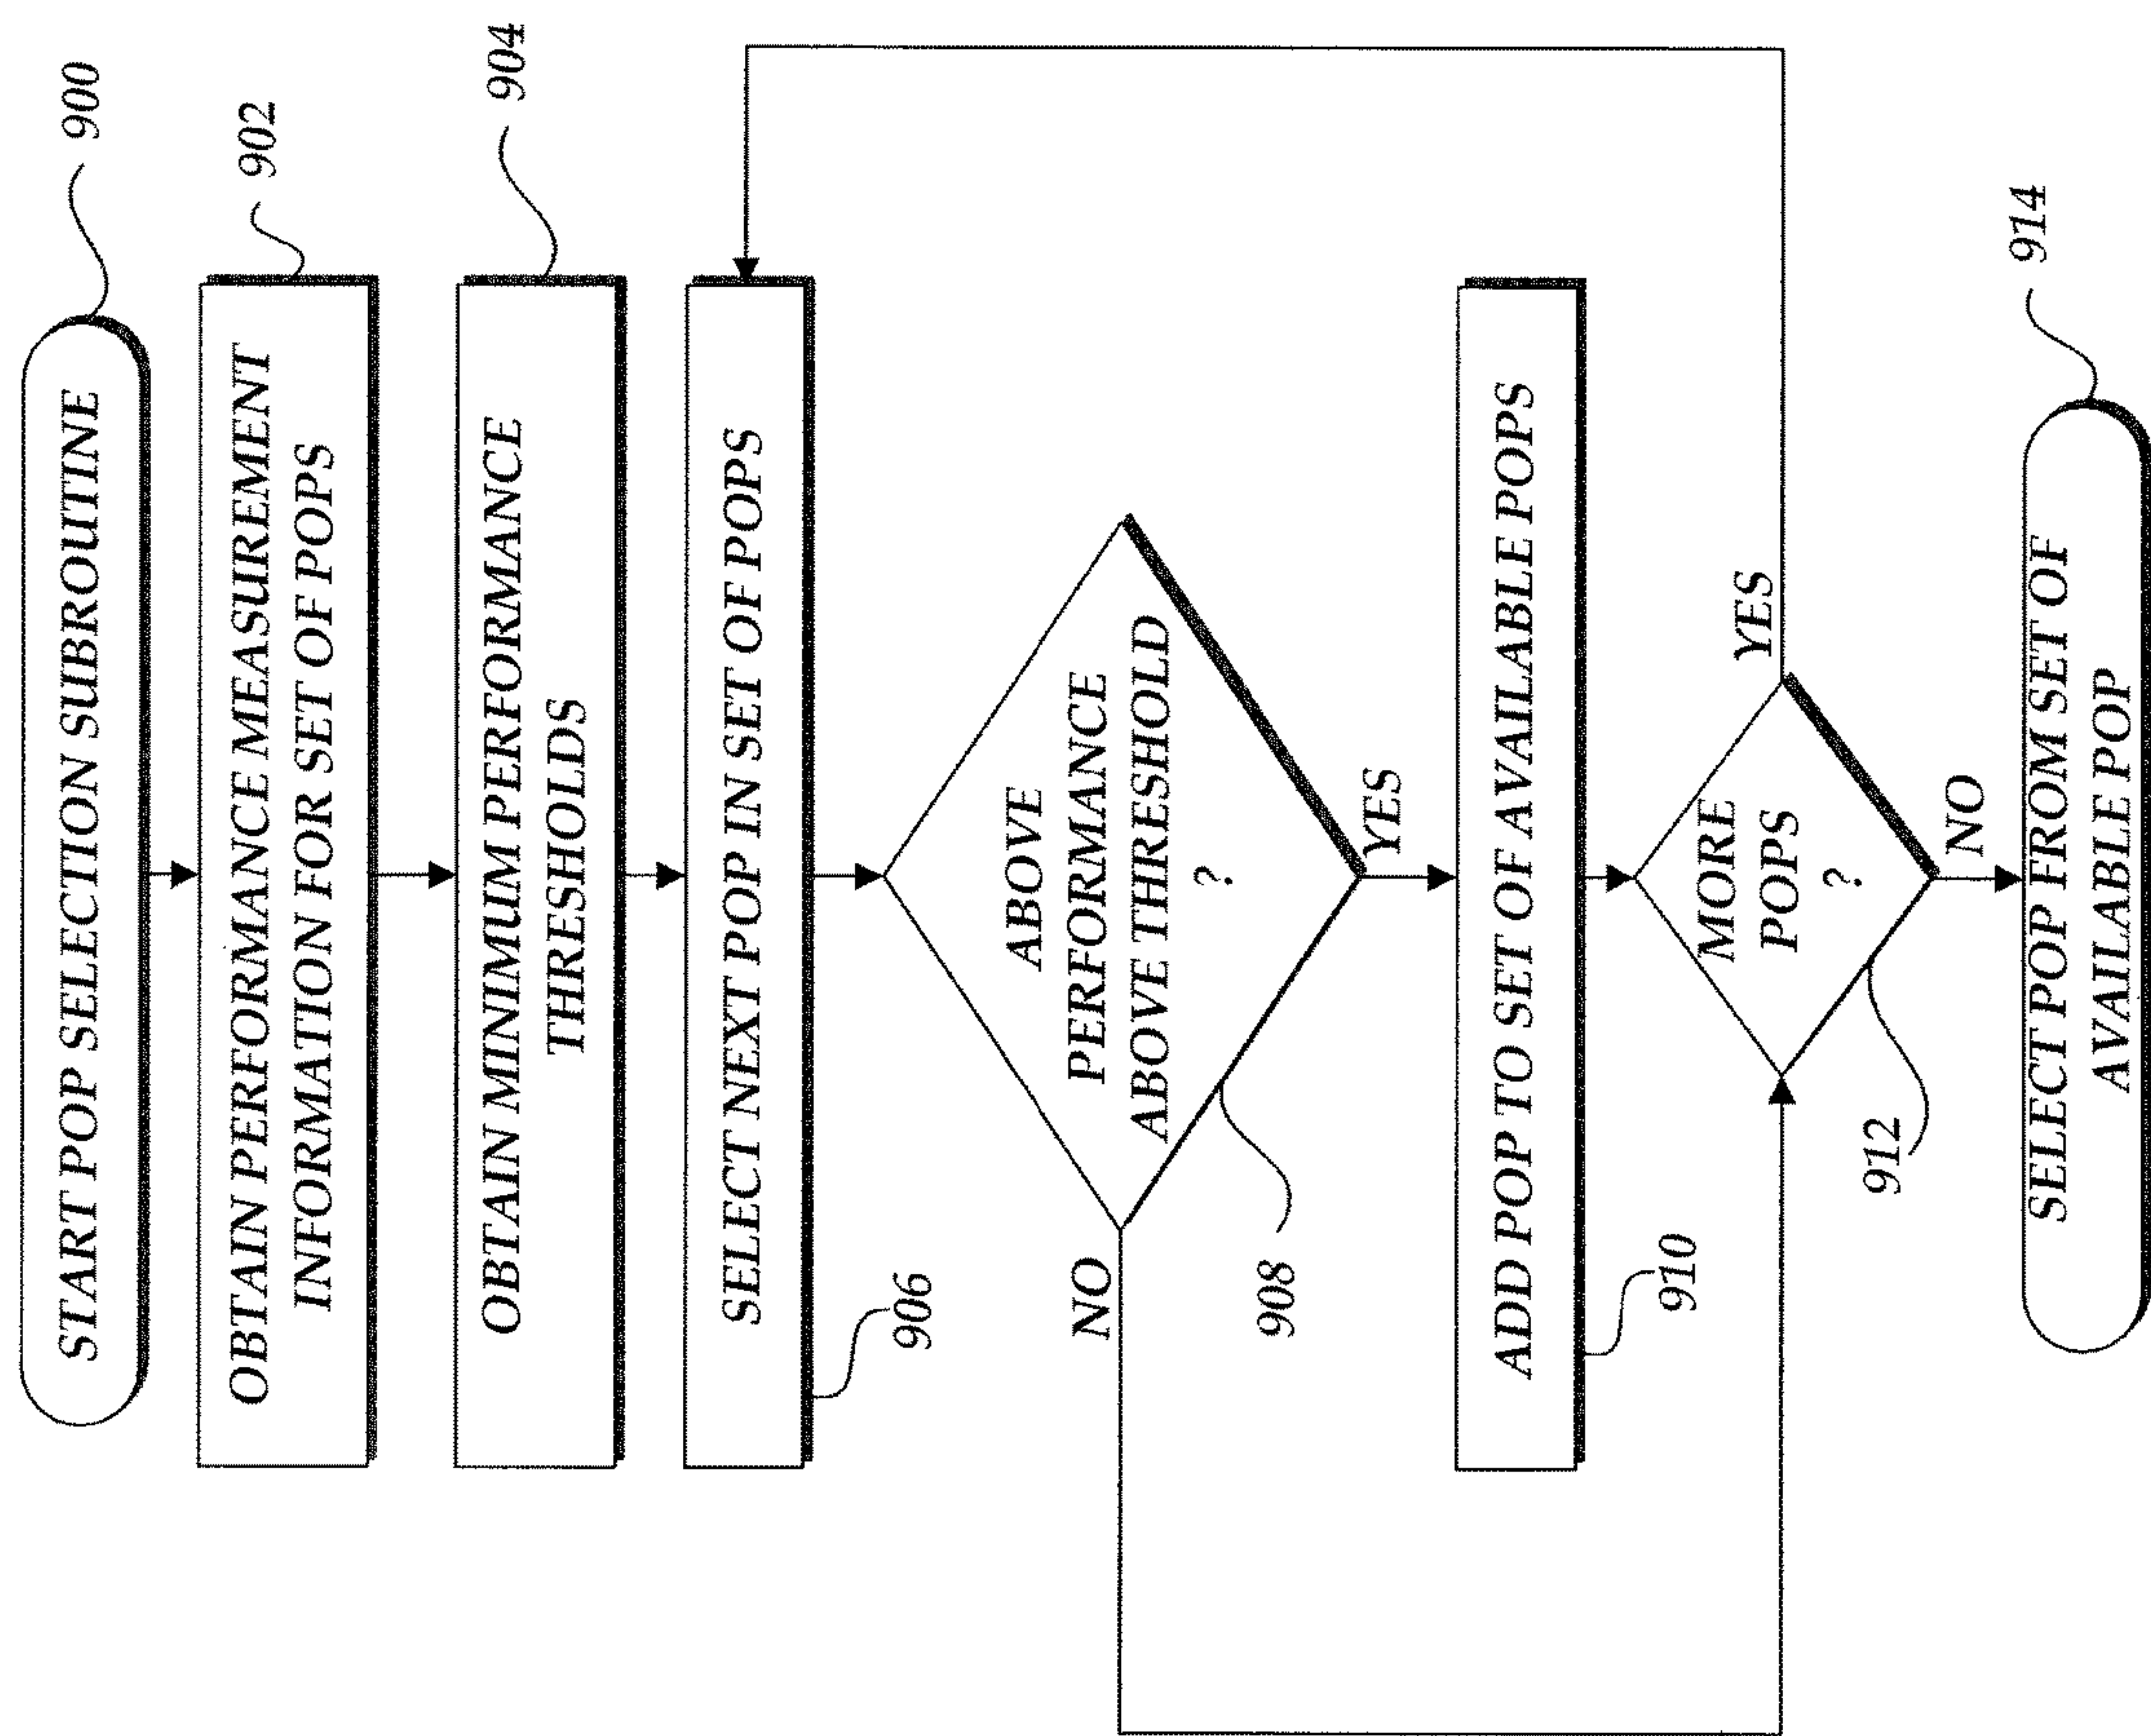 START POP SELECTION SUBROUTINE
900
OBTAIN PERFORMANCE MEASUREMENT
INFORMATION FOR SET OF POPS
902
OBTAIN MINIMUM PERFORMANCE
THRESHOLDS
904
SELECT NEXT POP IN SET OF POPS
906
ABOVE
PERFORMANCE
ABOVE THRESHOLD
?
NO
908
YES
ADD POP TO SET OF AVAILABLE POPS
910
MORE
POPS
?
YES
912
NO
SELECT POP FROM SET OF
AVAILABLE POP
914